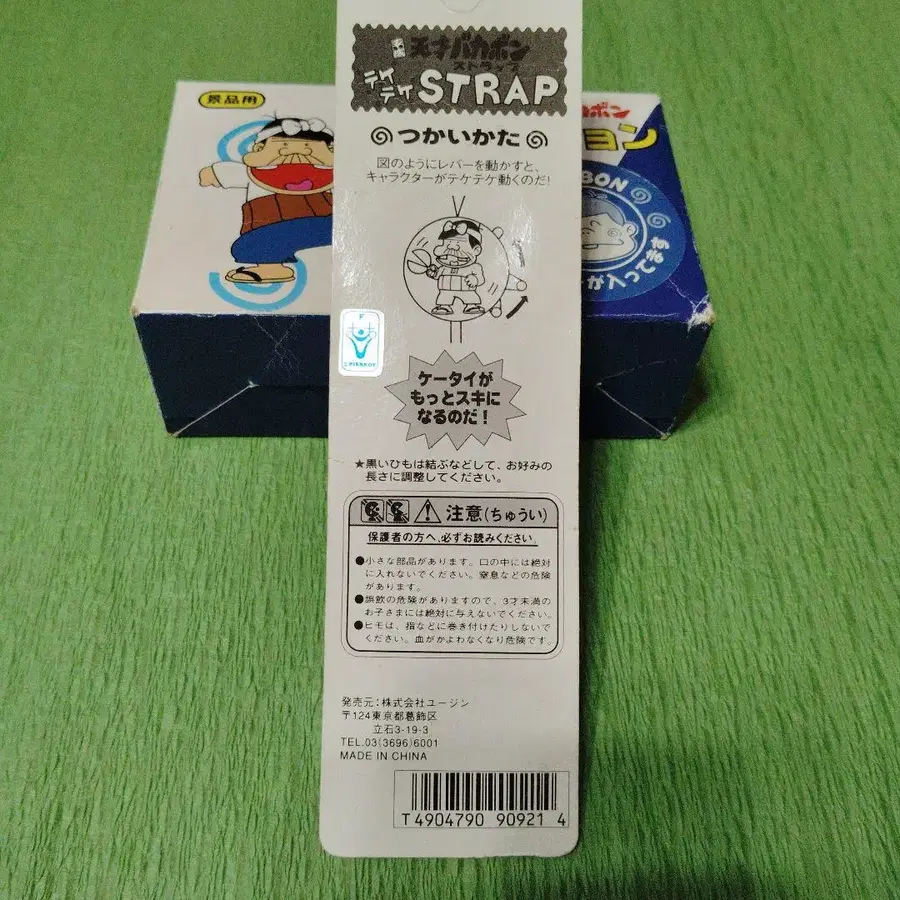 天才バカボン
ストラップ
テケ
テケ STRAP
つかいかた
図のようにレバーを動かすと、
キャラクターがテケテケ動くのだ!
ケータイが
もっとスキに
なるのだ!
★黒いひもは結ぶなどして、お好みの
長さに調整してください。
注意(ちゅうい)
保護者の方へ、必ずお読みください。
●小さな部品があります。口の中には絶対
に入れないでください。窒息などの危険
があります。
●誤飲の危険がありますので、3才未満の
お子さまには絶対に与えないでください。
●ヒモは、指などに巻き付けたりしないで
ください。血がかよわなくなり危険です。
発売元:株式会社ユージン
〒124東京都葛飾区
立石3-19-3
TEL.03(3696)6001
MADE IN CHINA
T4904790 90921 4
景品用
カボン
ョン
BON
が入ってます